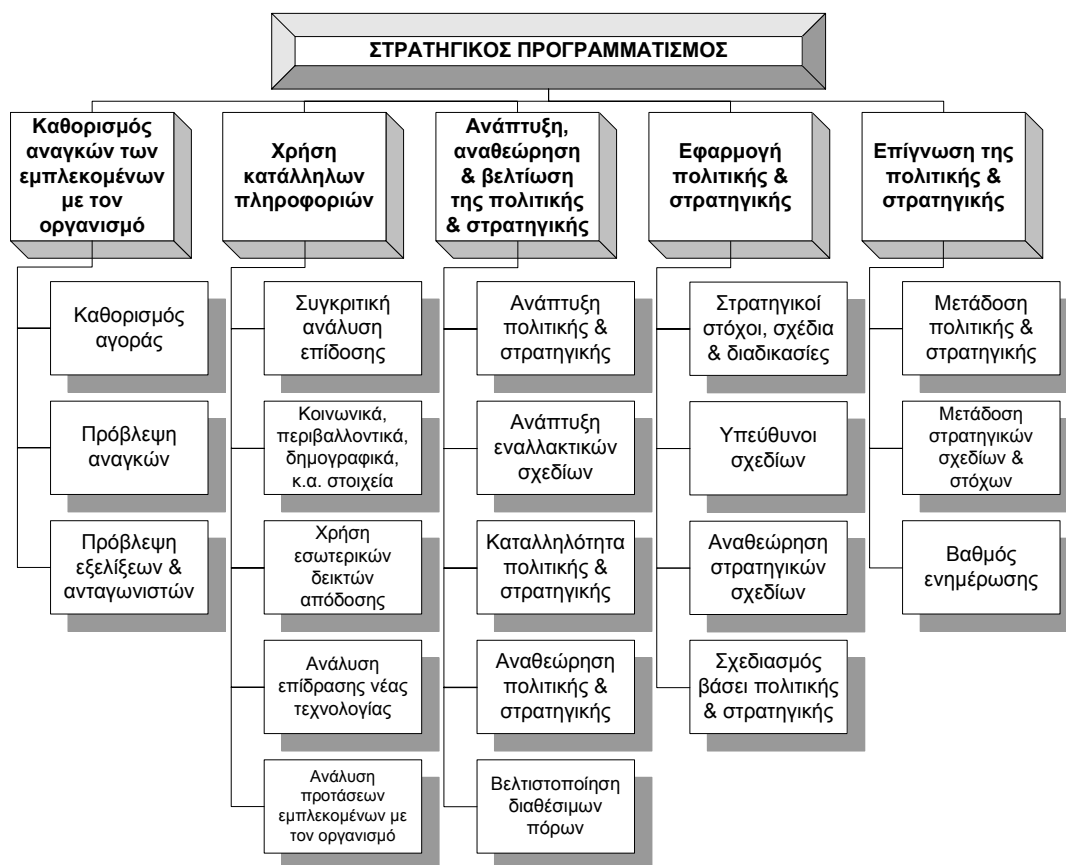 ΣΤΡΑΤΗΓΙΚΟΣ ΠΡΟΓΡΑΜΜΑΤΙΣΜΟΣ
Καθορισμός
αναγκών των
εμπλεκομένων
με τον
οργανισμό
Καθορισμός
αγοράς
Πρόβλεψη
αναγκών
Πρόβλεψη
εξελίξεων &
ανταγωνιστών
Χρήση
κατάλληλων
πληροφοριών
Συγκριτική
ανάλυση
επίδοσης
Κοινωνικά,
περιβαλλοντικά,
δημογραφικά,
κ.α. στοιχεία
Χρήση
εσωτερικών
δεικτών
απόδοσης
Ανάλυση
επίδρασης νέας
τεχνολογίας
Ανάλυση
προτάσεων
εμπλεκομένων με
τον οργανισμό
Ανάπτυξη,
αναθεώρηση
& βελτίωση
της πολιτικής
& στρατηγικής
Ανάπτυξη
πολιτικής &
στρατηγικής
Ανάπτυξη
εναλλακτικών
σχεδίων
Καταλληλότητα
πολιτικής &
στρατηγικής
Αναθεώρηση
πολιτικής &
στρατηγικής
Βελτιστοποίηση
διαθέσιμων
πόρων
Εφαρμογή
πολιτικής &
στρατηγικής
Στρατηγικοί
στόχοι, σχέδια
& διαδικασίες
Υπεύθυνοι
σχεδίων
Αναθεώρηση
στρατηγικών
σχεδίων
Σχεδιασμός
βάσει πολιτικής
& στρατηγικής
Επίγνωση της
πολιτικής &
στρατηγικής
Μετάδοση
πολιτικής &
στρατηγικής
Μετάδοση
στρατηγικών
σχεδίων &
στόχων
Βαθμός
ενημέρωσης